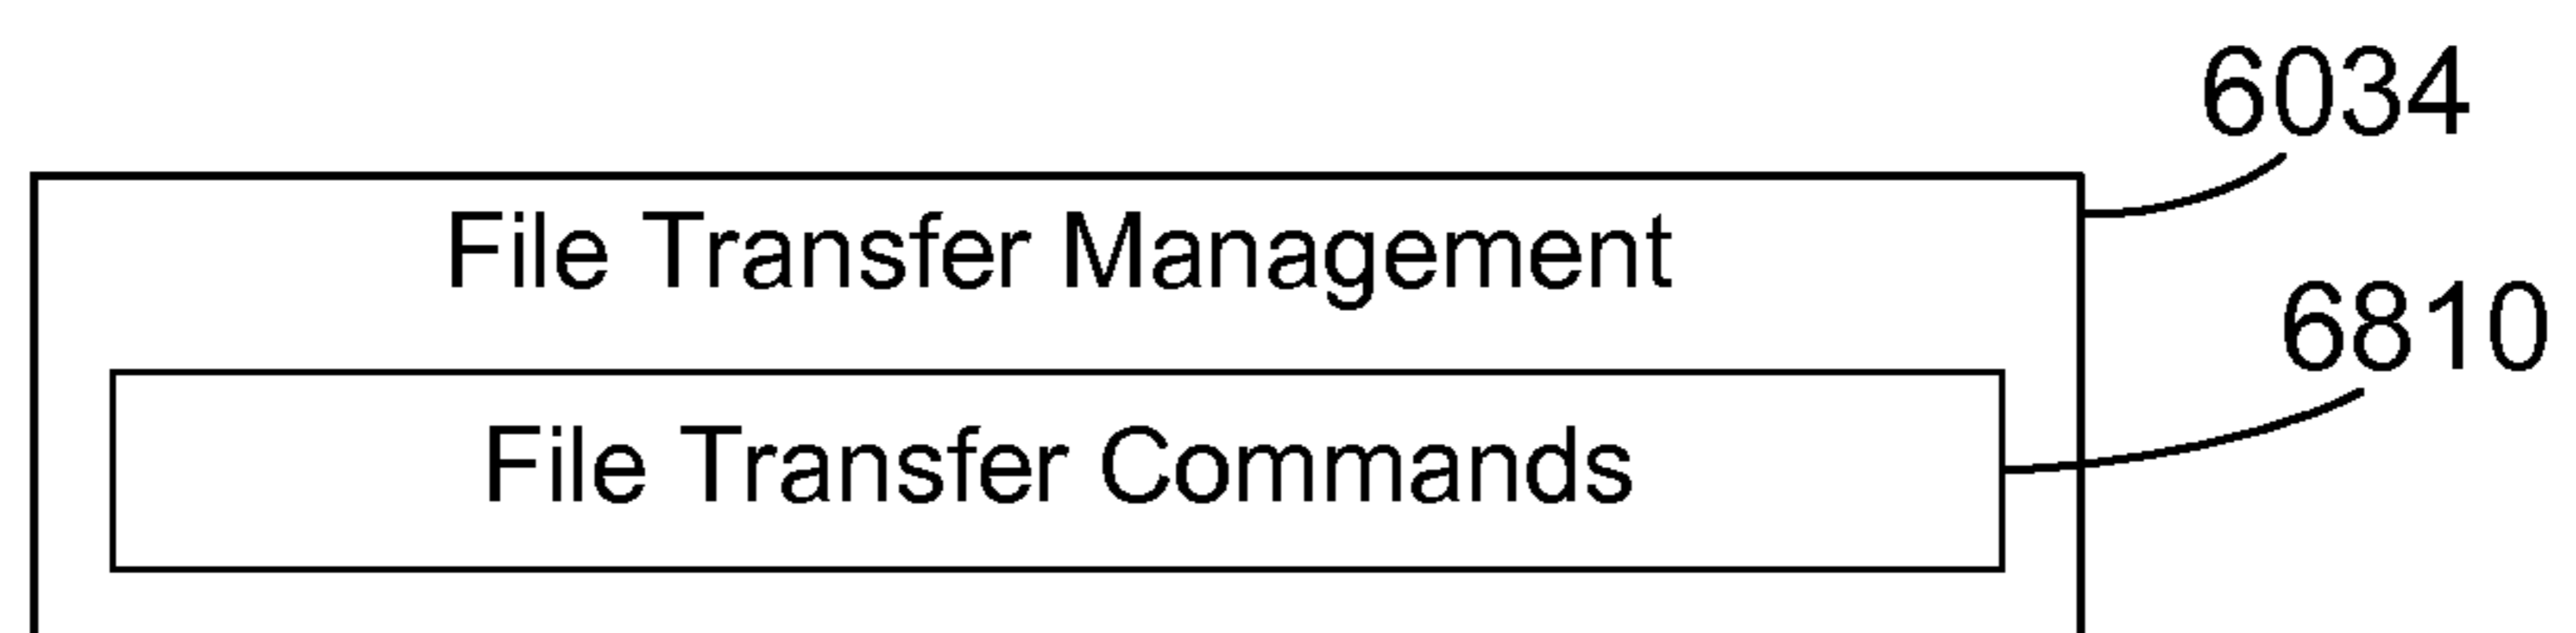 6034
File Transfer Management
6810
File Transfer Commands